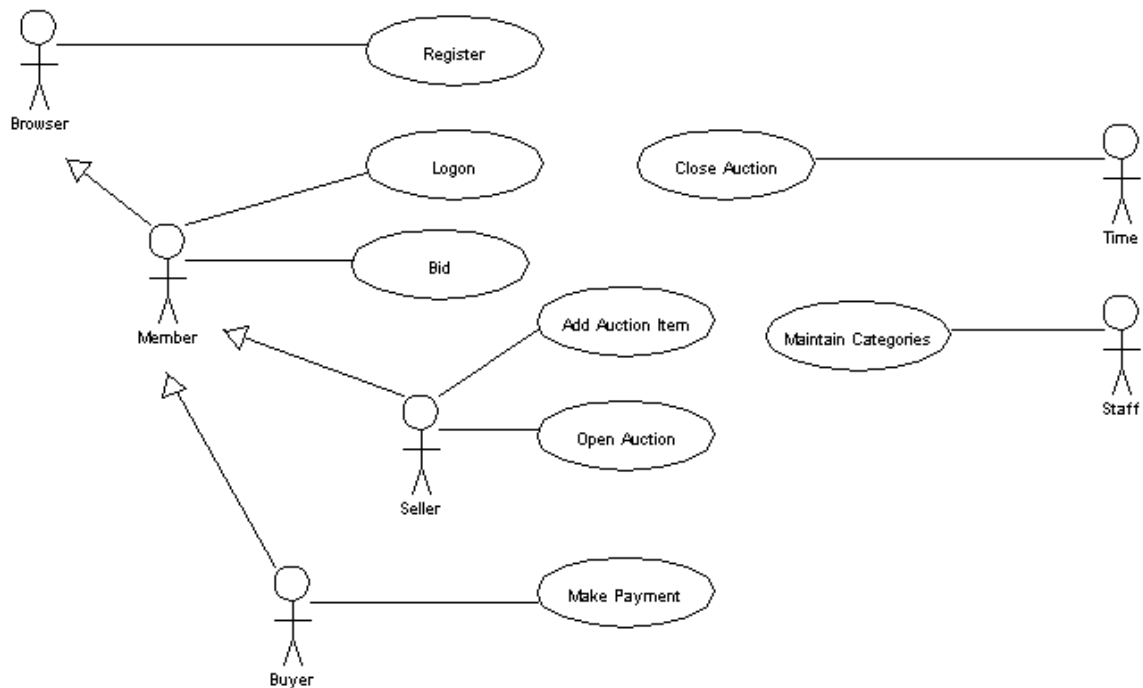 Register
Browser
Logon
Close Auction
Time
Bid
Member
Add Auction Item
Maintain Categories
Staff
Open Auction
Seller
Make Payment
Buyer